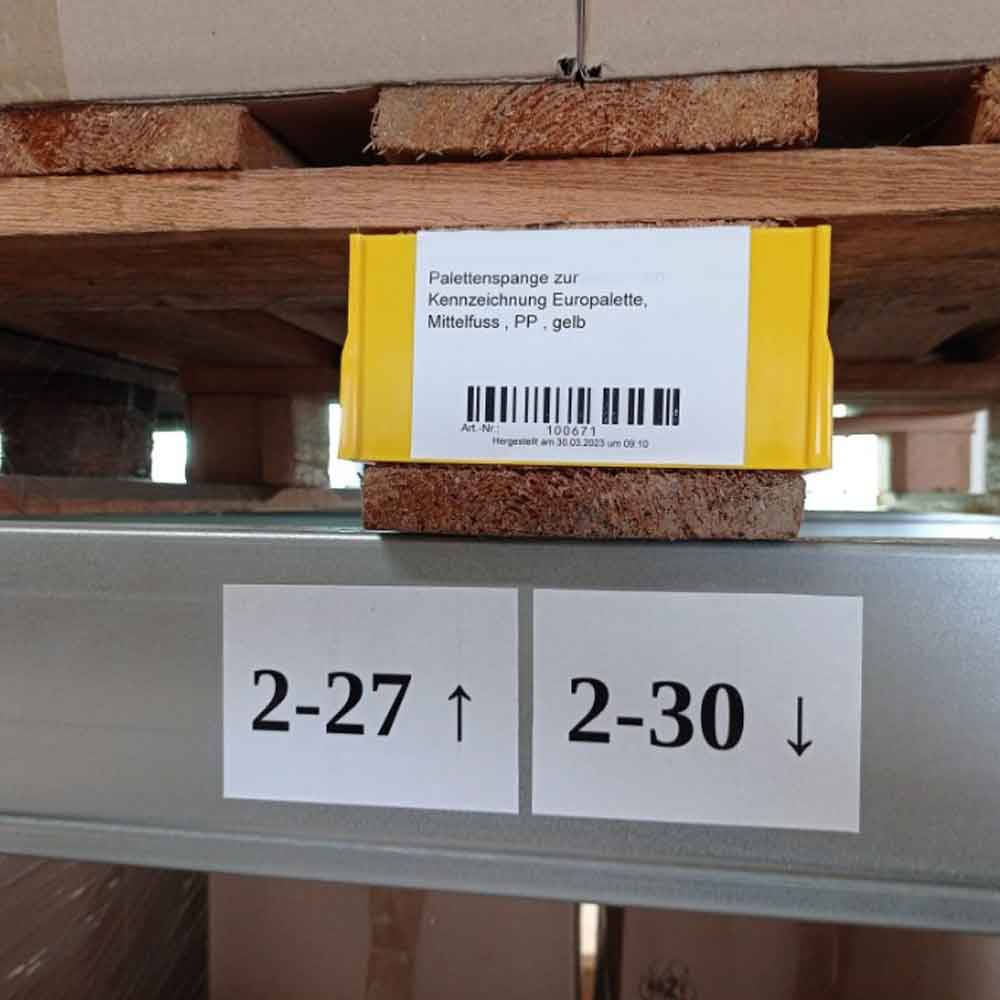 Palettenspange zur
Kennzeichnung Europalette,
Mittelfuss , PP , gelb
Art.-Nr.: 100671
Hergestellt am 30.03.2023 um 09:10
2-27 ↑ 2-30 ↓